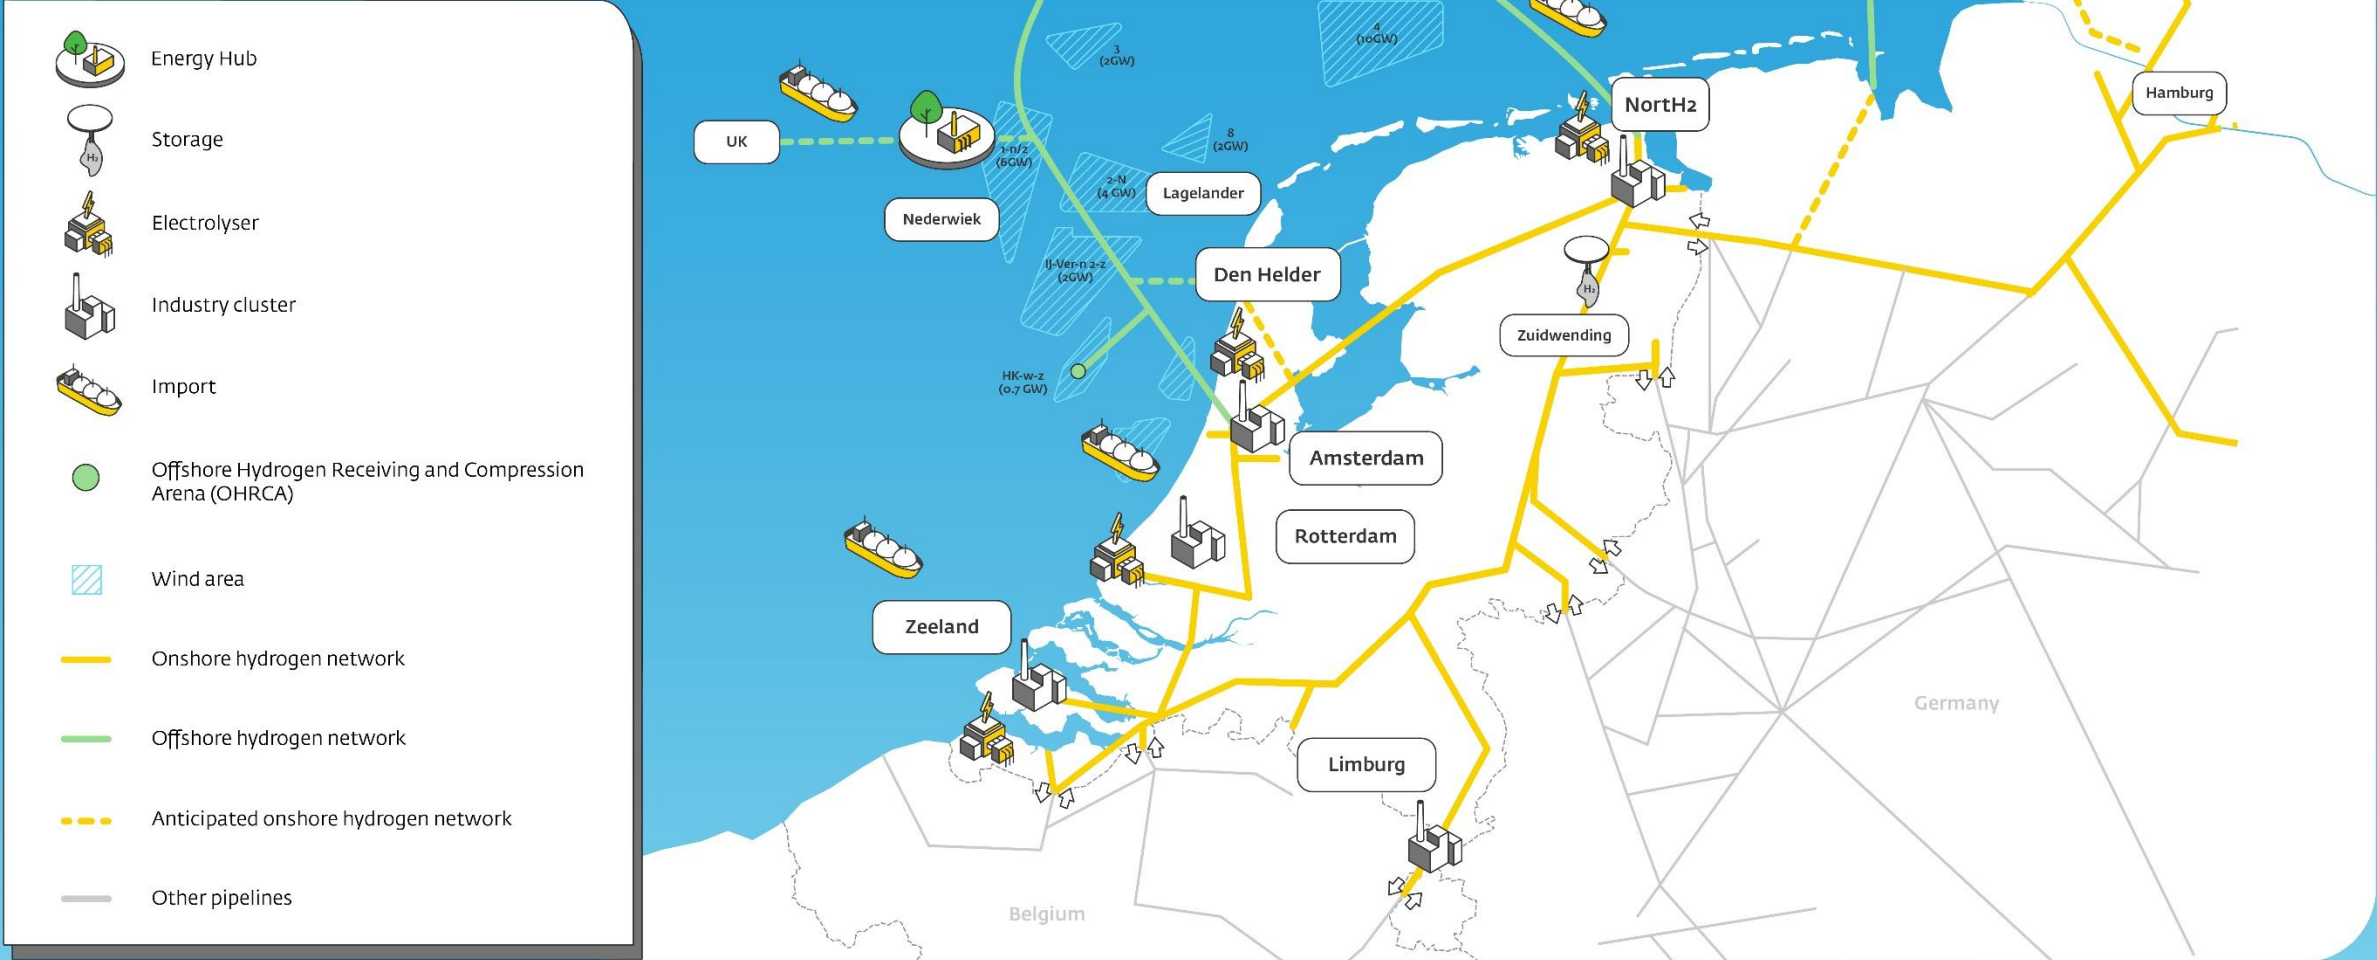 Energy Hub
Storage
H₂
Electrolyser
Industry cluster
Import
Offshore Hydrogen Receiving and Compression
Arena (OHRCA)
Wind area
Onshore hydrogen network
Offshore hydrogen network
Anticipated onshore hydrogen network
Other pipelines
3
(2GW)
4
(10GW)
Hamburg
NortH2
UK
8
(2GW)
1-n/z
(6GW)
2-N
(4 GW)
Lagelander
Nederwiek
IJ-Ver-n 2-z
(2GW)
Den Helder
H₂
Zuidwending
HK-w-z
(0.7 GW)
Amsterdam
Rotterdam
Zeeland
Germany
Limburg
Belgium